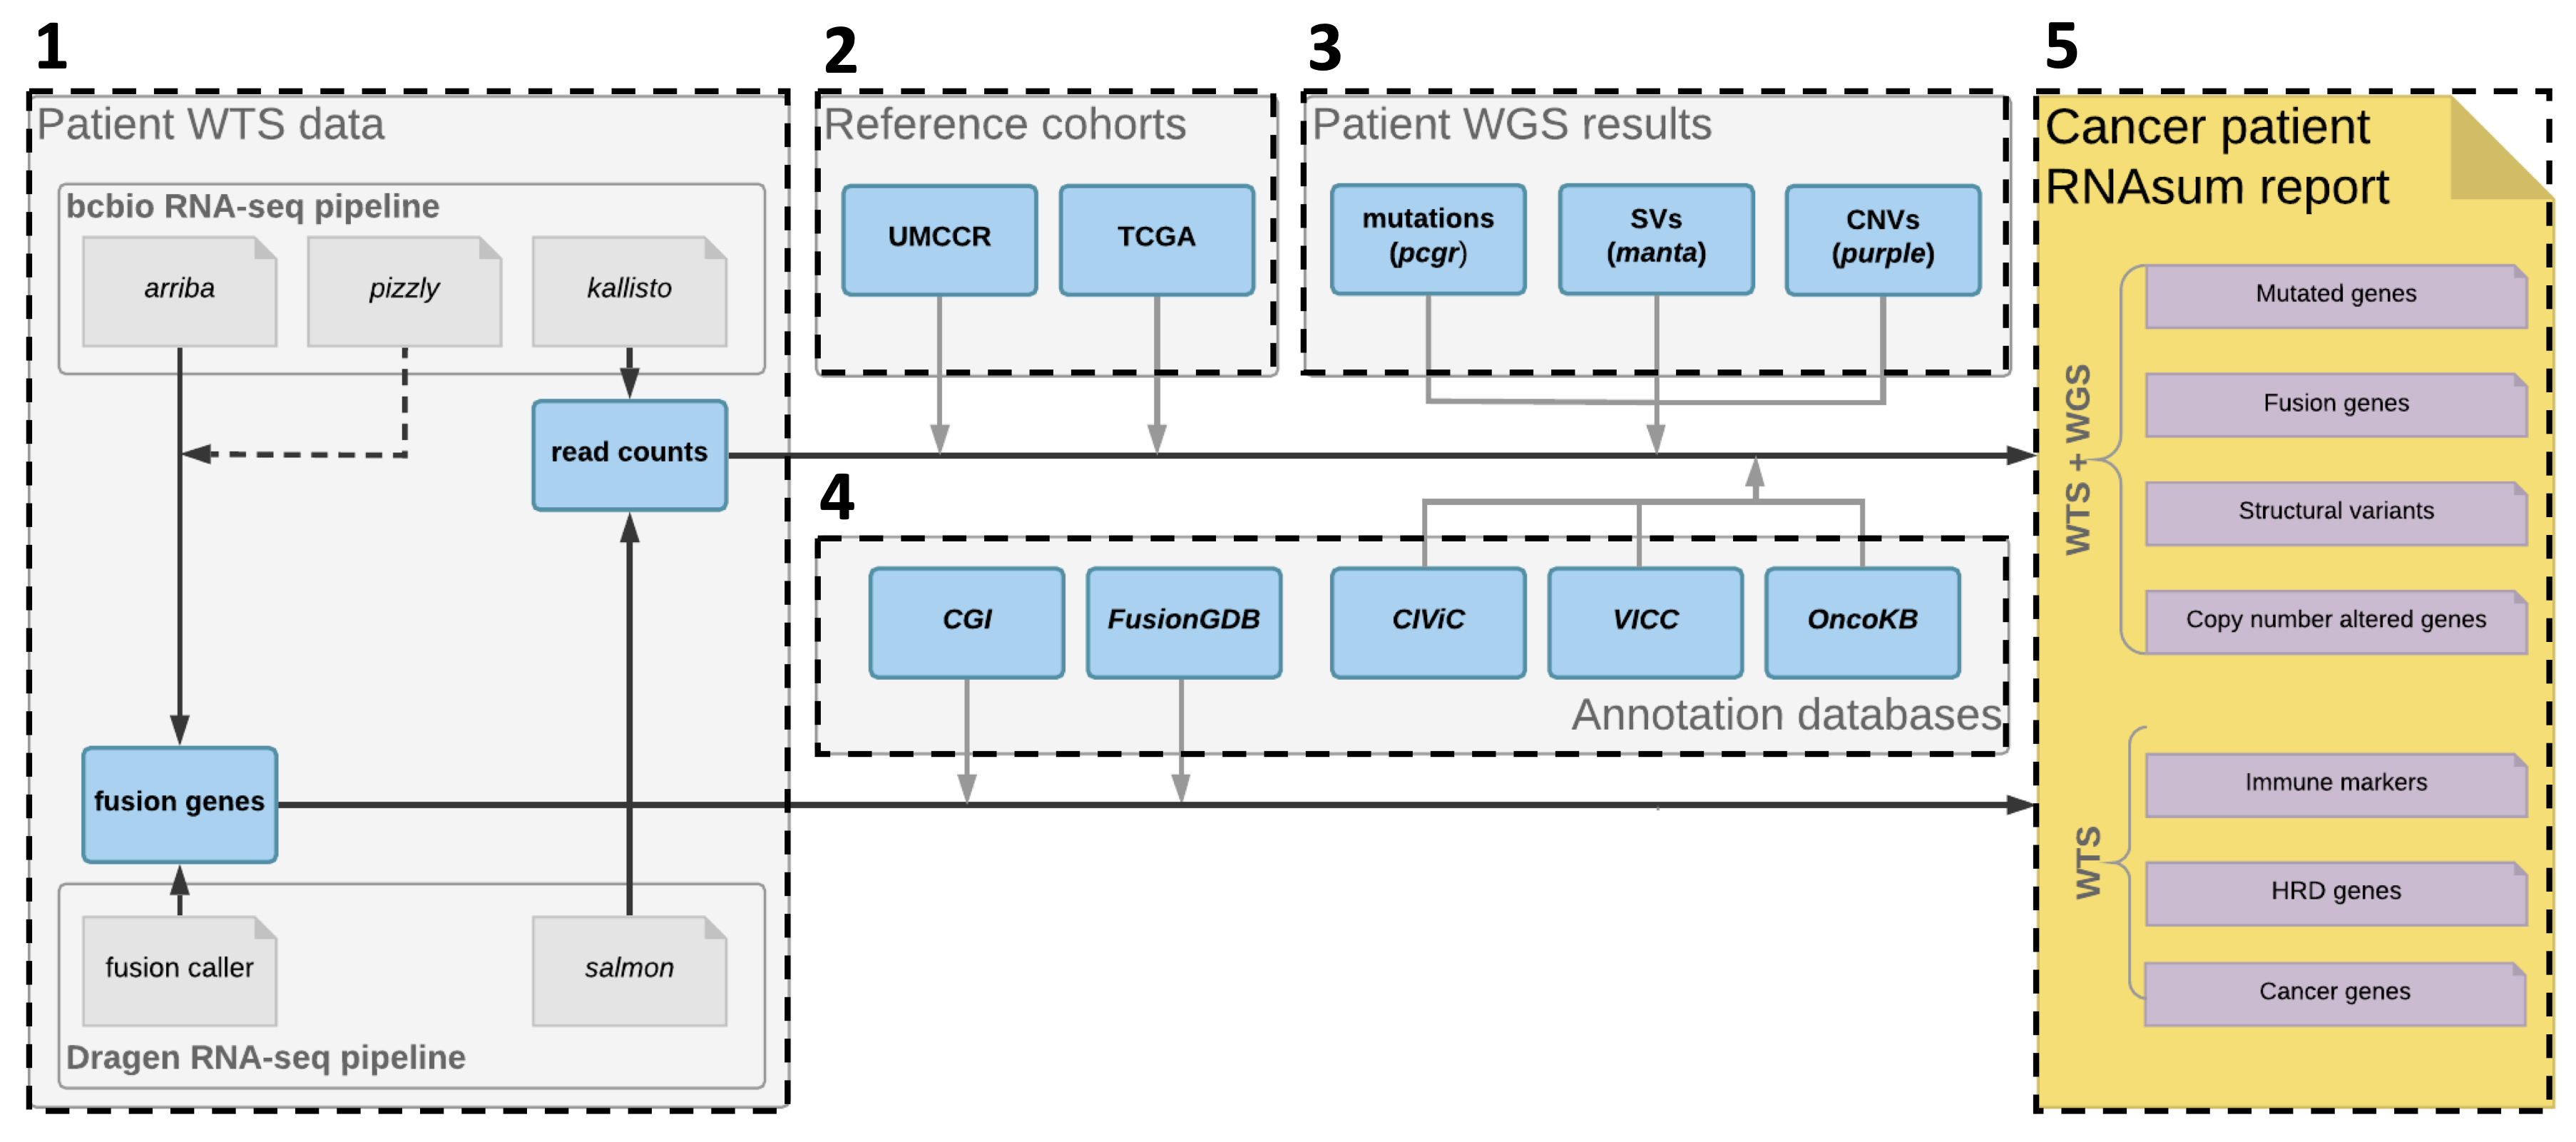 1
Patient WTS data
bcbio RNA-seq pipeline
arriba
pizzly
kallisto
read counts
fusion genes
fusion caller
salmon
Dragen RNA-seq pipeline
2
Reference cohorts
UMCCR
TCGA
3
Patient WGS results
mutations
(pcgr)
SVs
(manta)
CNVs
(purple)
4
CGI
FusionGDB
CIViC
VICC
OncoKB
Annotation databases
5
Cancer patient
RNAsum report
WTS + WGS
Mutated genes
Fusion genes
Structural variants
Copy number altered genes
WTS
Immune markers
HRD genes
Cancer genes